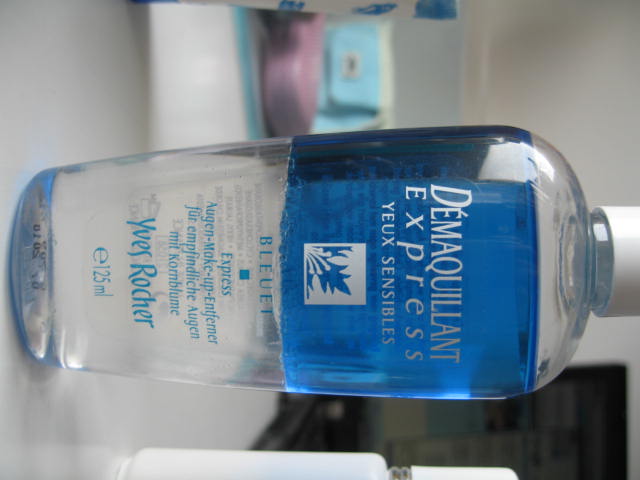 DÉMAQUILLANT
Express
YEUX SENSIBLES
BLEUET
Express
Augen-Make-up-Entferner
für empfindliche Augen
mit Kornblume
Yves Rocher
e 125 ml